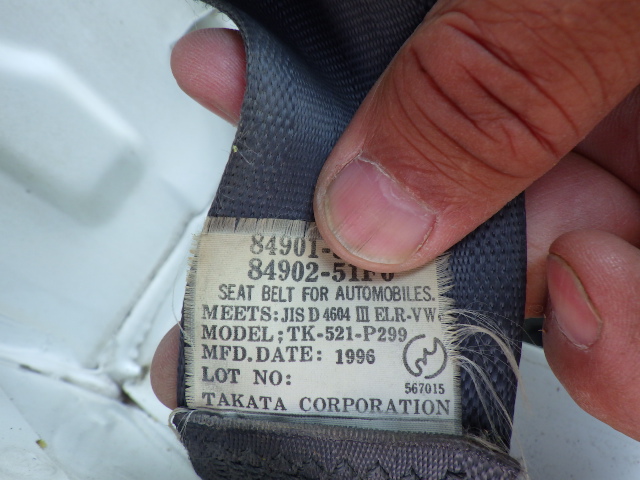 84901-
84902-51F0
SEAT BELT FOR AUTOMOBILES.
MEETS: JIS D 4604 III ELR-VW
MODEL; TK-521-P299
MFD. DATE: 1996
LOT NO:
567015
TAKATA CORPORATION